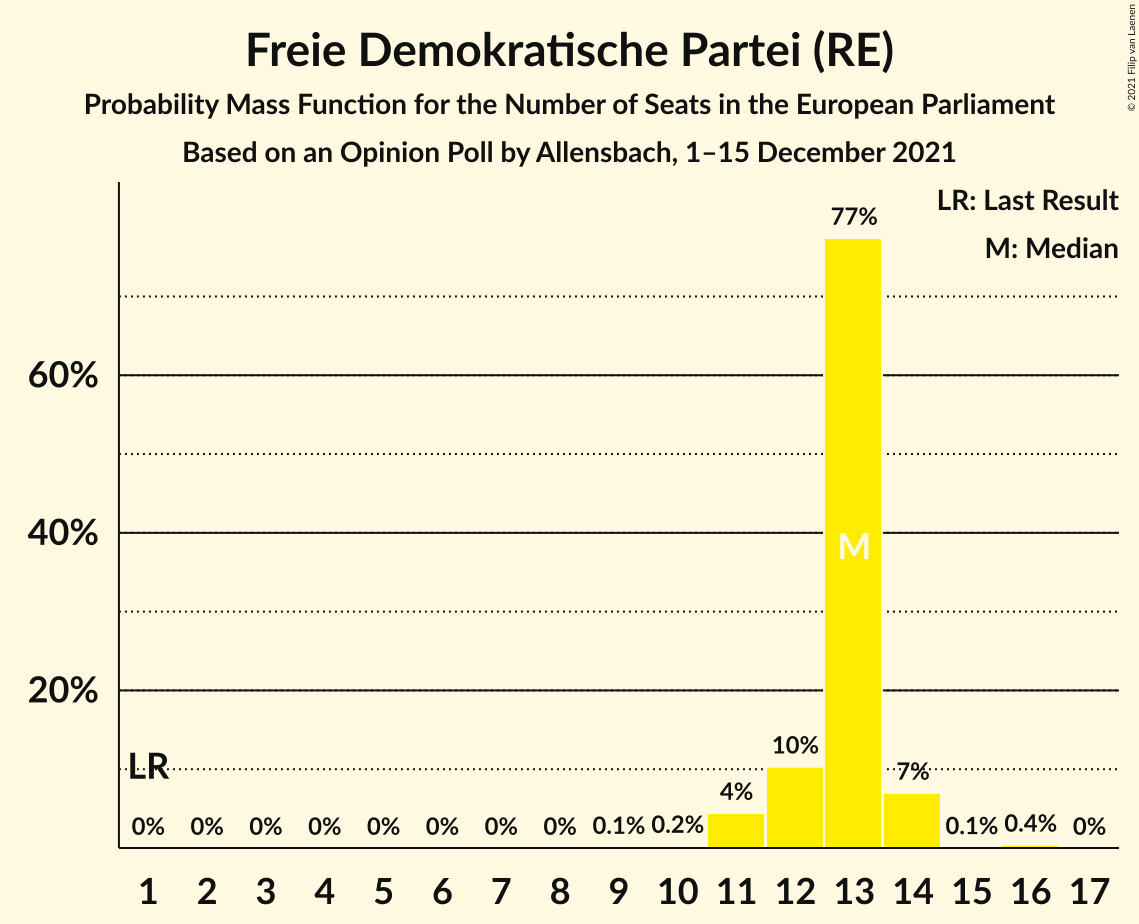 Freie Demokratische Partei (RE)
Probability Mass Function for the Number of Seats in the European Parliament
Based on an Opinion Poll by Allensbach, 1–15 December 2021
© 2021 Filip van Laenen
LR: Last Result
M: Median
77%
60%
40%
M
20%
10%
LR
7%
4%
0% 0% 0% 0% 0% 0% 0% 0% 0.1% 0.2% 0.1% 0.4% 0%
1 2 3 4 5 6 7 8 9 10 11 12 13 14 15 16 17